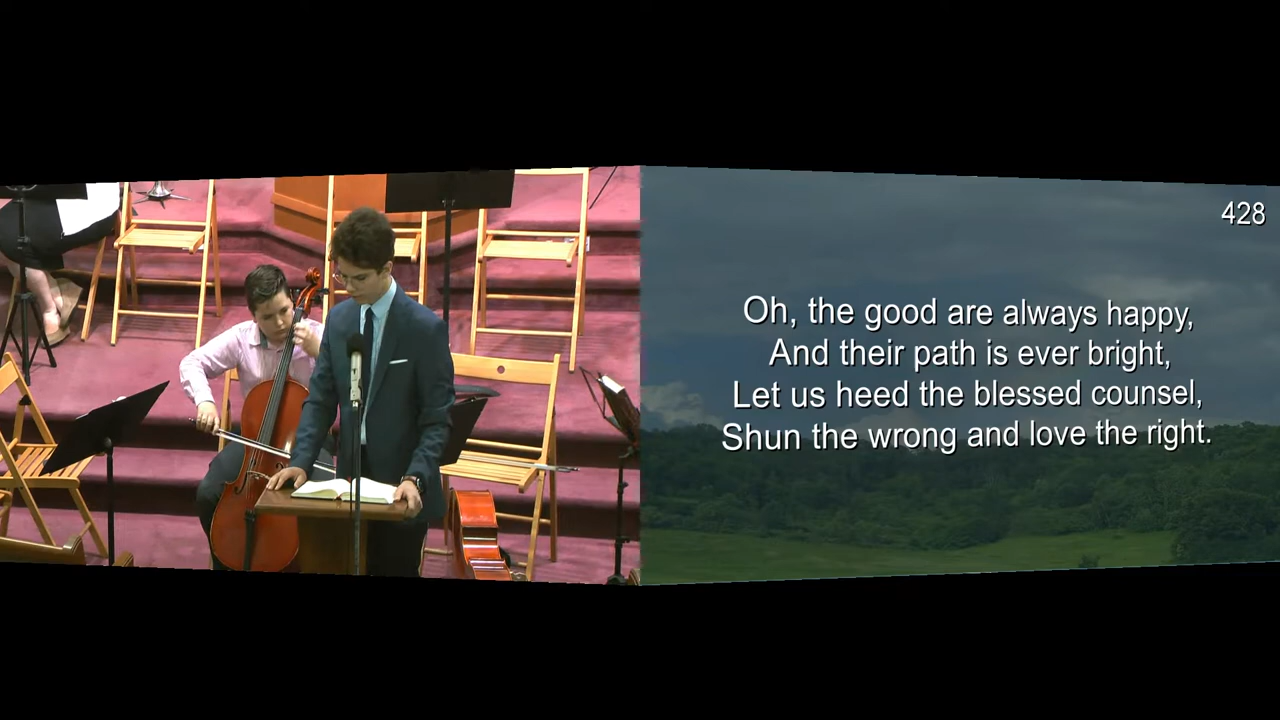 428
Oh, the good are always happy,
And their path is ever bright,
Let us heed the blessed counsel,
Shun the wrong and love the right.